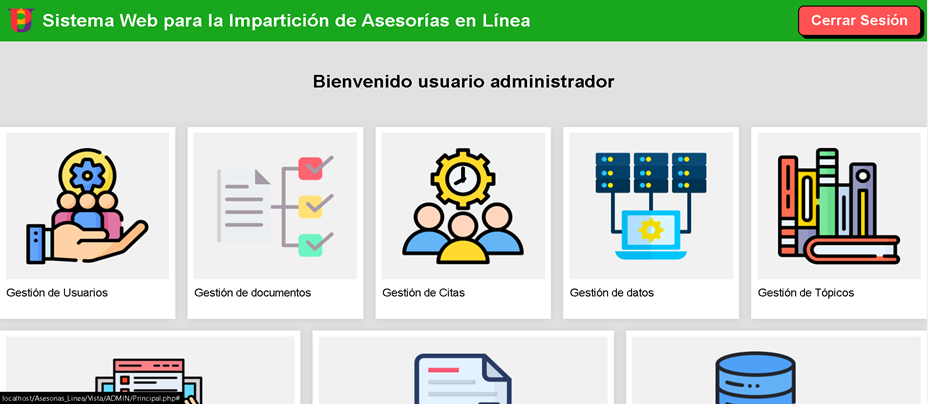 Sistema Web para la Impartición de Asesorías en Línea
Cerrar Sesión
Bienvenido usuario administrador
Gestión de Usuarios
Gestión de documentos
Gestión de Citas
Gestión de datos
Gestión de Tópicos
localhost/Asesorias_Linea/Vista/ADMIN/Principal.php#